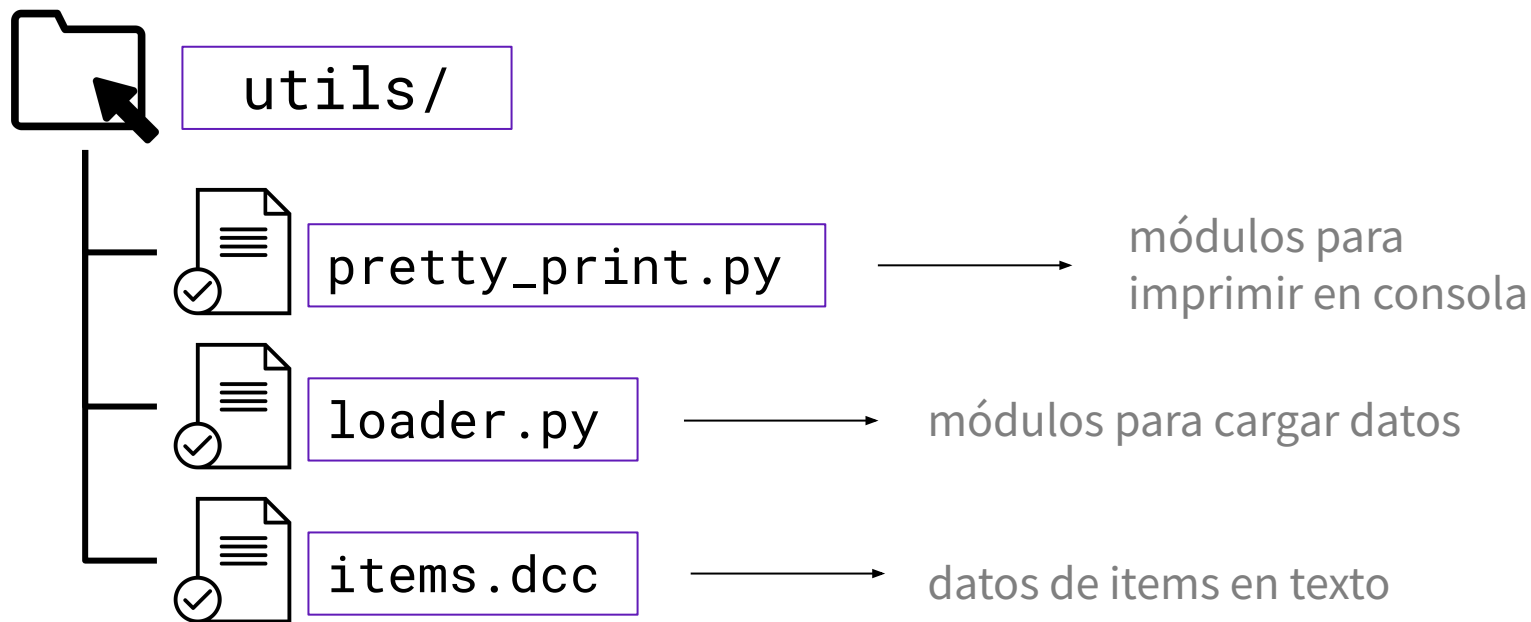 utils/
pretty_print.py
módulos para
imprimir en consola
loader.py
módulos para cargar datos
items.dcc
datos de items en texto